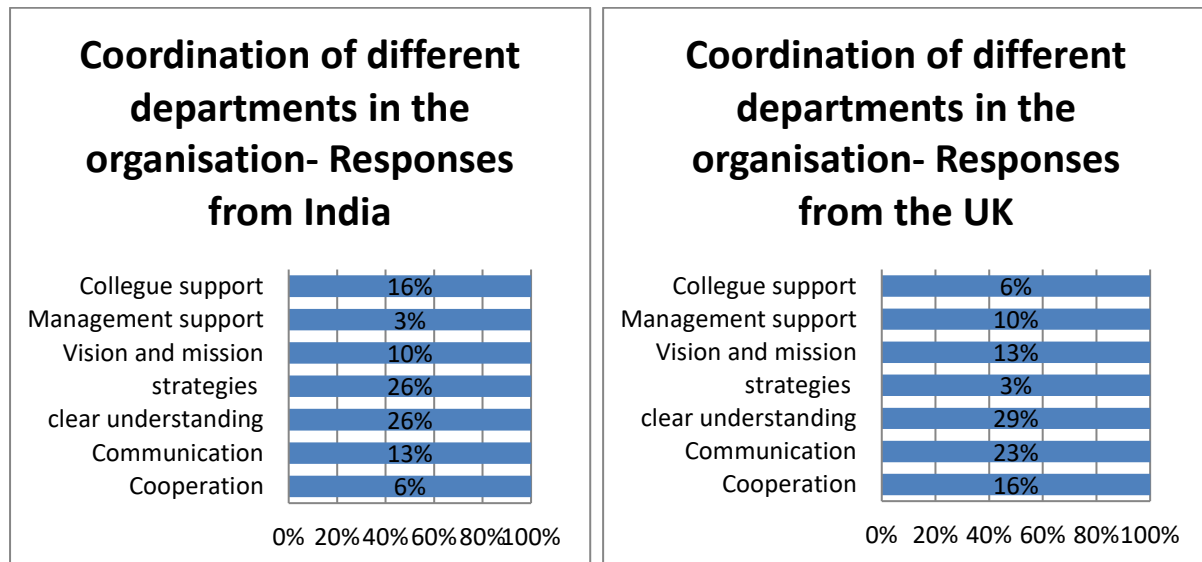 Coordination of different
departments in the
organisation- Responses
from India
Collegue support 16%
Management support 3%
Vision and mission 10%
strategies 26%
clear understanding 26%
Communication 13%
Cooperation 6%
0% 20% 40% 60% 80% 100%
Coordination of different
departments in the
organisation- Responses
from the UK
Collegue support 6%
Management support 10%
Vision and mission 13%
strategies 3%
clear understanding 29%
Communication 23%
Cooperation 16%
0% 20% 40% 60% 80% 100%